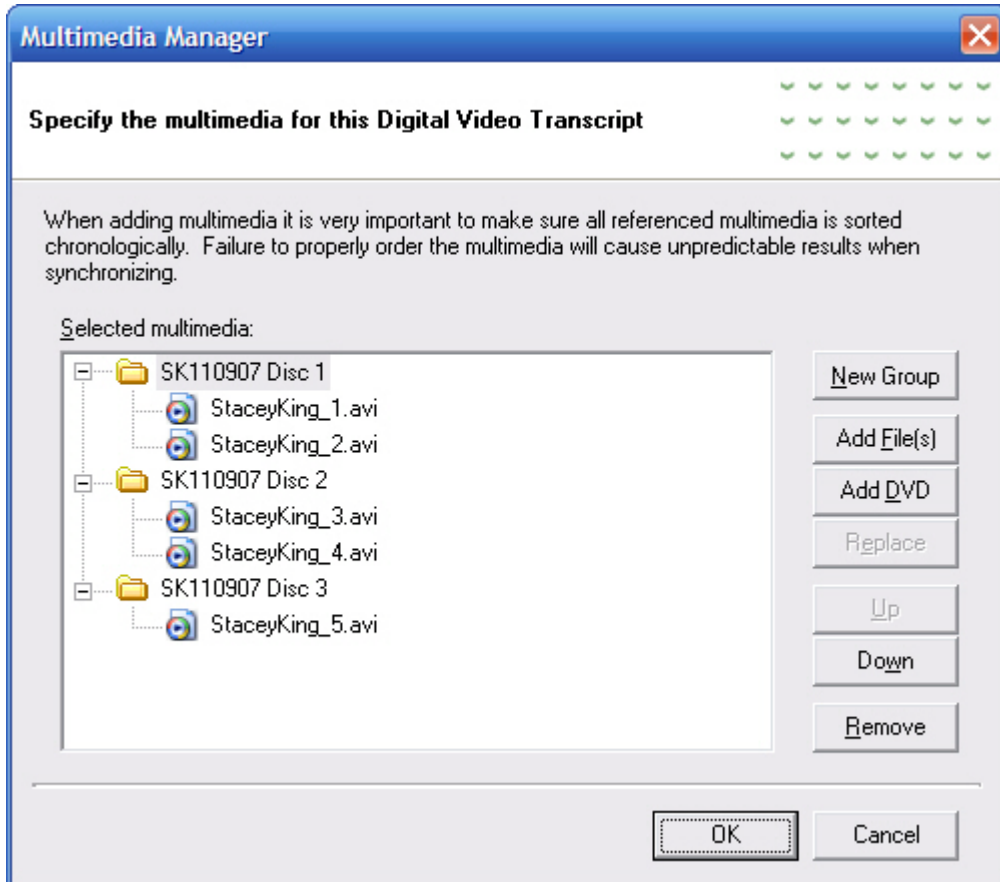 Multimedia Manager
Specify the multimedia for this Digital Video Transcript
When adding multimedia it is very important to make sure all referenced multimedia is sorted
chronologically.  Failure to properly order the multimedia will cause unpredictable results when
synchronizing.
Selected multimedia:
SK110907 Disc 1
StaceyKing_1.avi
StaceyKing_2.avi
SK110907 Disc 2
StaceyKing_3.avi
StaceyKing_4.avi
SK110907 Disc 3
StaceyKing_5.avi
New Group
Add File(s)
Add DVD
Replace
Up
Down
Remove
OK
Cancel